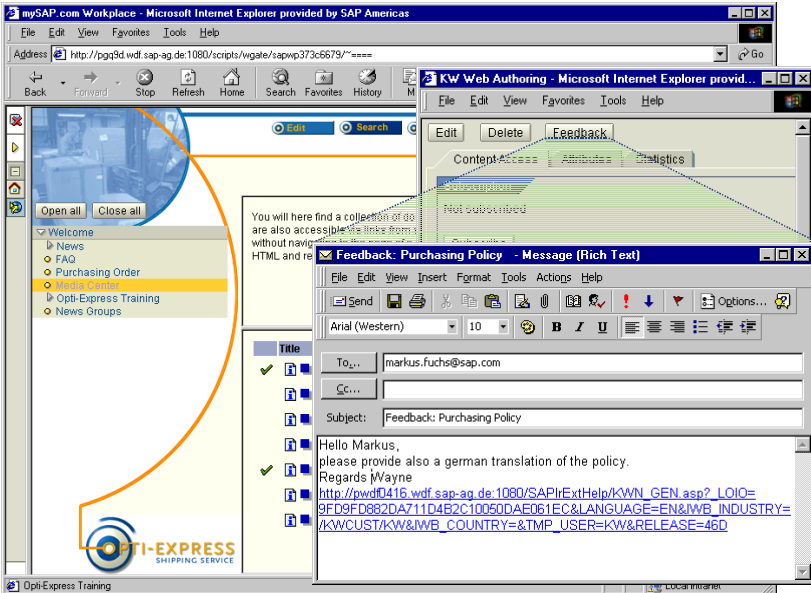 mySAP.com Workplace - Microsoft Internet Explorer provided by SAP Americas
File Edit View Favorites Tools Help
Address http://pgq9d.wdf.sap-ag.de:1080/scripts/wgate/sapwp373c6679/~==== Go
Back Forward Stop Refresh Home Search Favorites History M
Edit Search
Open all Close all
Welcome
News
FAQ
Purchasing Order
Media Center
Opti-Express Training
News Groups
You will here find a collection of do
are also accessible via links from
without navig
HTML and re
Title
OPTI-EXPRESS
SHIPPING SERVICE
Opti-Express Training
Local intranet
KW Web Authoring - Microsoft Internet Explorer provid...
File Edit View Favorites Tools Help
Edit Delete Feedback
Content Access Attributes Statistics
Subscription
Not subscribed
Subscribe
Feedback: Purchasing Policy - Message (Rich Text)
File Edit View Insert Format Tools Actions Help
Send Options...
Arial (Western) 10 B I U
To... markus.fuchs@sap.com
Cc...
Subject: Feedback: Purchasing Policy
Hello Markus,
please provide also a german translation of the policy.
Regards Wayne
http://pwdf0416.wdf.sap-ag.de:1080/SAPIrExtHelp/KWN_GEN.asp?_LOIO=
9FD9FD882DA711D4B2C10050DAE061EC&LANGUAGE=EN&IWB_INDUSTRY=
/KWCUST/KW&IWB_COUNTRY=&TMP_USER=KW&RELEASE=46D